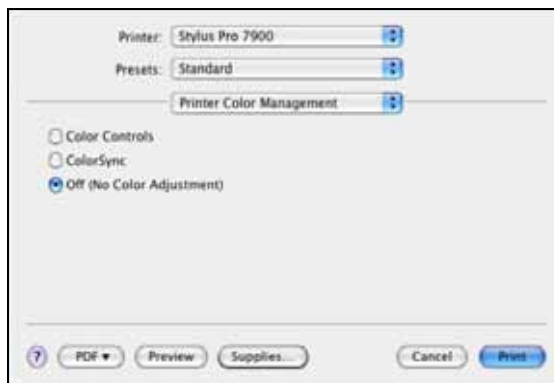 Printer: Stylus Pro 7900
Presets: Standard
Printer Color Management
Color Controls
ColorSync
Off (No Color Adjustment)
? PDF ▼ Preview Supplies... Cancel Print